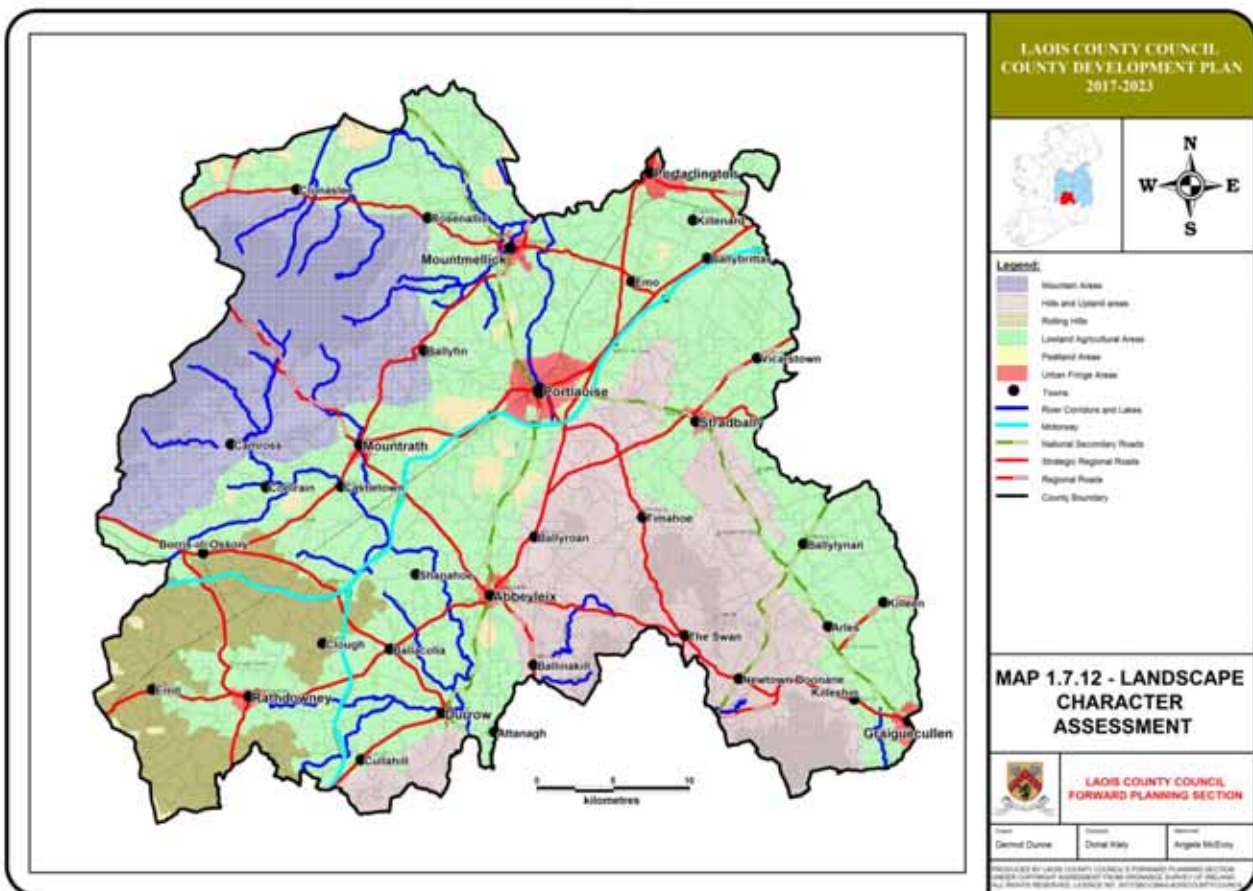 LAOIS COUNTY COUNCIL
COUNTY DEVELOPMENT PLAN
2017-2023
N
W
E
S
Legend:
Mountain Areas
Hills and Upland areas
Rolling Hills
Lowland Agricultural Areas
Peatland Areas
Urban Fringe Areas
Towns
River Corridors and Lakes
Motorway
National Secondary Roads
Strategic Regional Roads
Regional Roads
County Boundary
MAP 1.7.12 - LANDSCAPE
CHARACTER
ASSESSMENT
LAOIS COUNTY COUNCIL
FORWARD PLANNING SECTION
Dermot Dunne
Angela McEvoy
Portarlington
Clonaslee
Rosenallis
Killenard
Mountmellick
Ballybrittas
Emo
Ballyfin
Vicarstown
Portlaoise
Stradbally
Camross
Mountrath
Coolrain
Castletown
Timahoe
Ballyroan
Borris-in-Ossory
Ballylynan
Shanahoe
Abbeyleix
Killeen
Arles
The Swan
Clough
Ballacolla
Ballinakill
Newtown-Doonane
Erril
Rathdowney
Killeshin
Durrow
Attanagh
Graiguecullen
Cullahill
0
10
kilometres